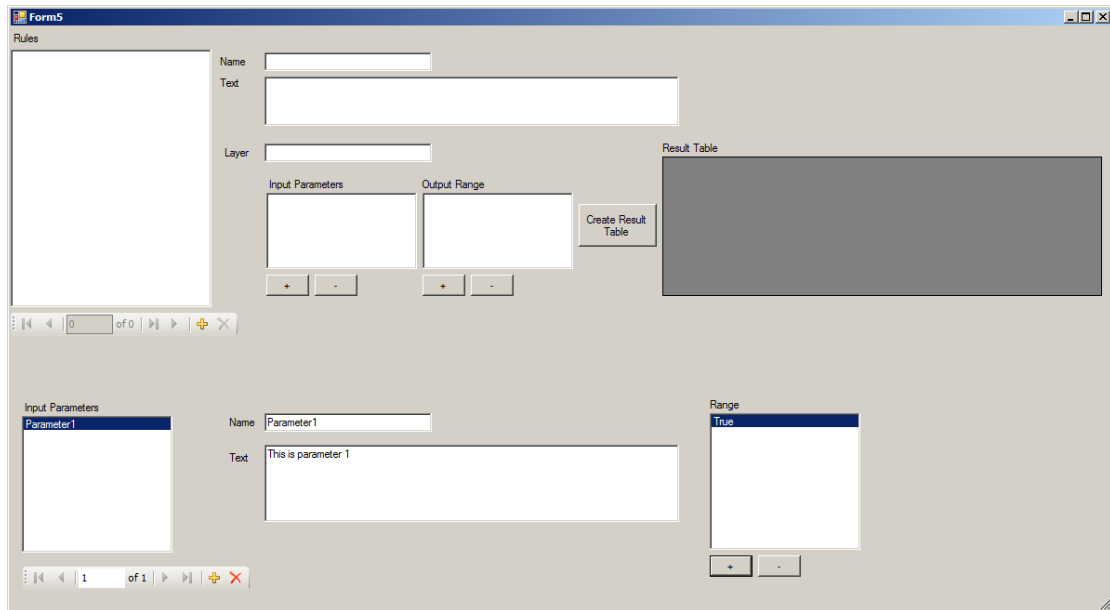 Form5
Rules
Name
Text
Layer
Result Table
Input Parameters
Output Range
Create Result
Table
+ -
+ -
0 of 0
Input Parameters
Parameter1
Name Parameter1
Text This is parameter 1
Range
True
+ -
1 of 1